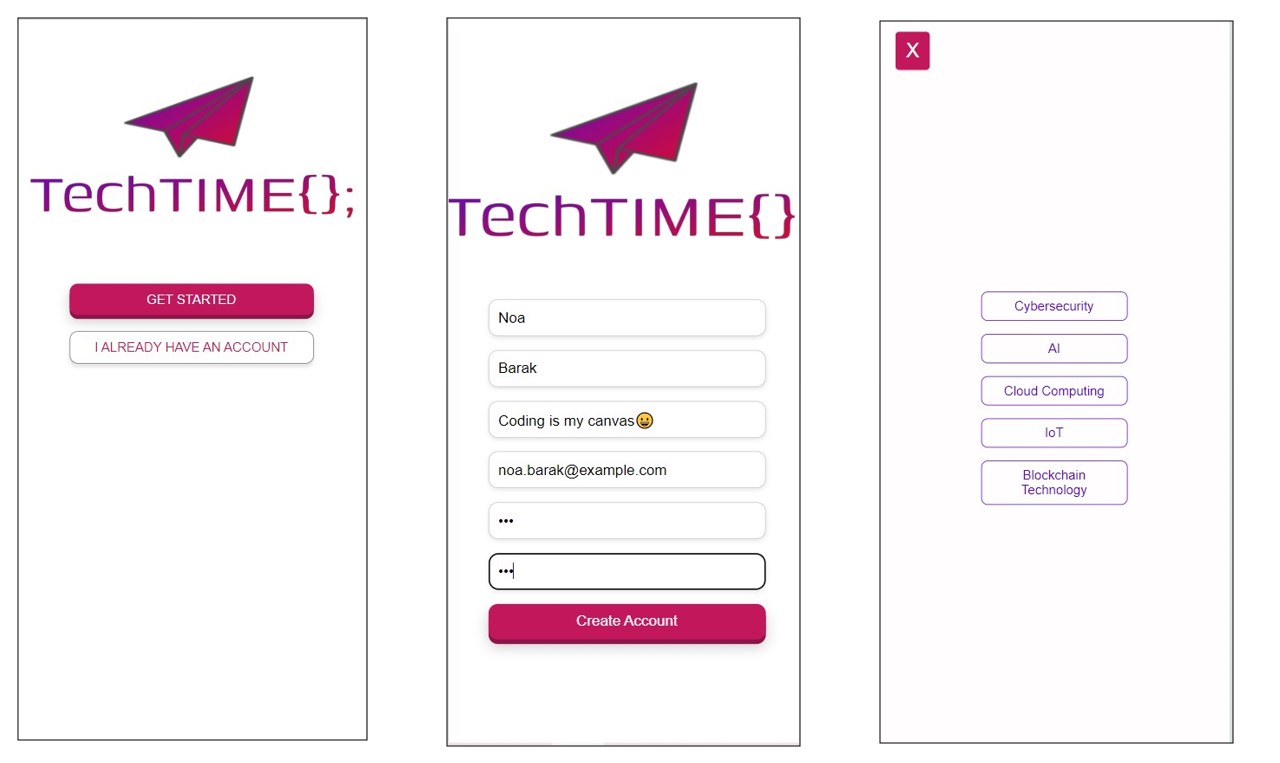 TechTIME{};
GET STARTED
I ALREADY HAVE AN ACCOUNT
TechTIME{}
Noa
Barak
Coding is my canvas😀
noa.barak@example.com
•••
•••
Create Account
X
Cybersecurity
AI
Cloud Computing
IoT
Blockchain
Technology